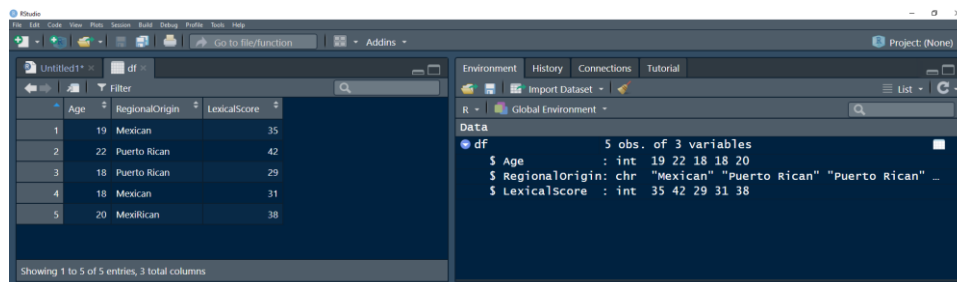 RStudio
File Edit Code View Plots Session Build Debug Profile Tools Help
Go to file/function Addins Project: (None)
Untitled1* df
Filter
Age RegionalOrigin LexicalScore
1 19 Mexican 35
2 22 Puerto Rican 42
3 18 Puerto Rican 29
4 18 Mexican 31
5 20 MexiRican 38
Showing 1 to 5 of 5 entries, 3 total columns
Environment History Connections Tutorial
Import Dataset List
R Global Environment
Data
df 5 obs. of 3 variables
$ Age : int 19 22 18 18 20
$ RegionalOrigin: chr "Mexican" "Puerto Rican" "Puerto Rican" …
$ LexicalScore : int 35 42 29 31 38